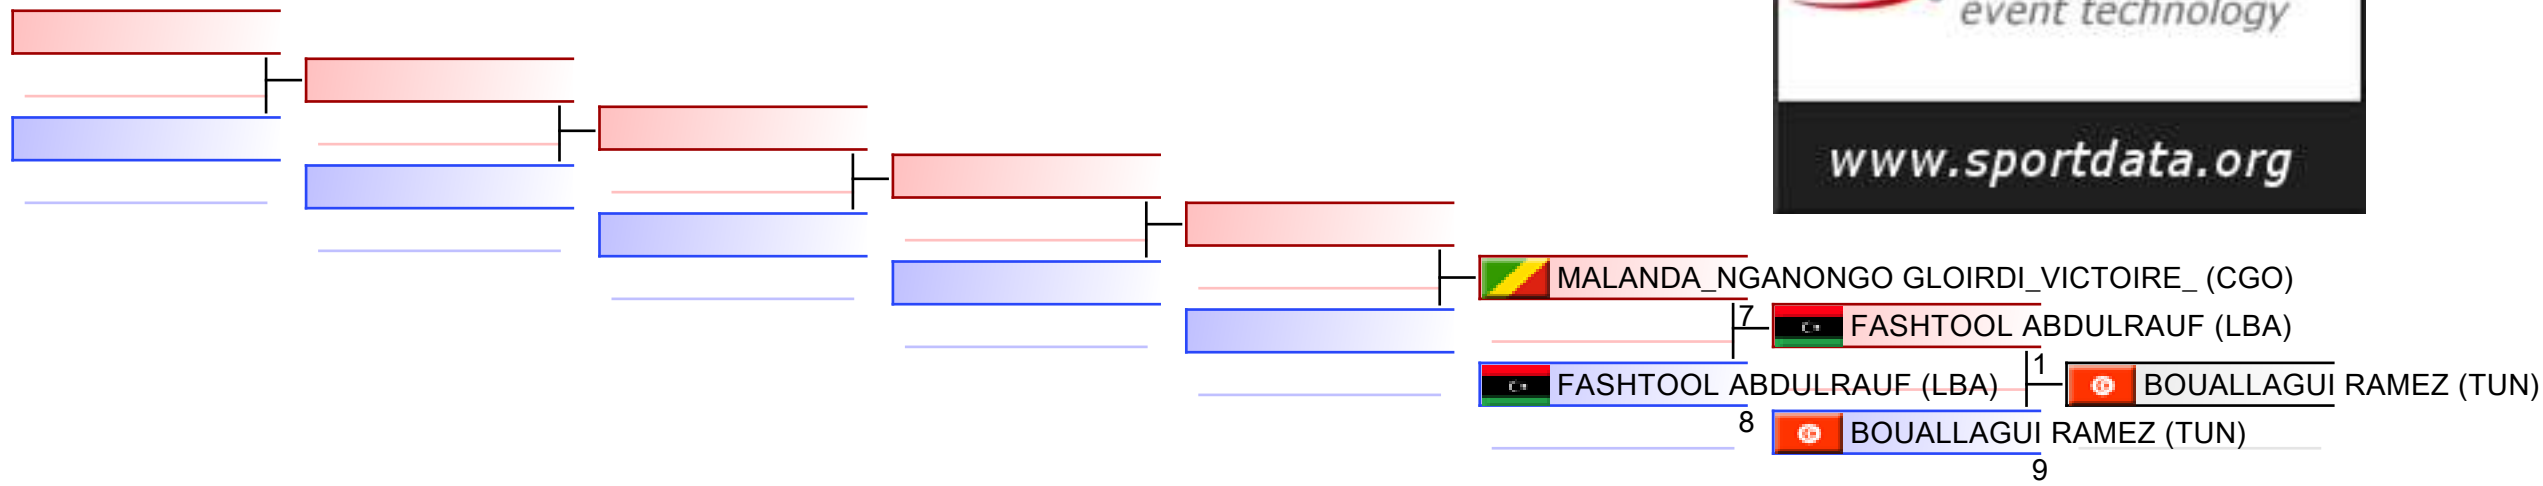 event technology
www.sportdata.org
MALANDA_NGANONGO GLOIRDI_VICTOIRE_ (CGO)
7
FASHTOOL ABDULRAUF (LBA)
FASHTOOL ABDULRAUF (LBA)
8
1
BOUALLAGUI RAMEZ (TUN)
BOUALLAGUI RAMEZ (TUN)
9